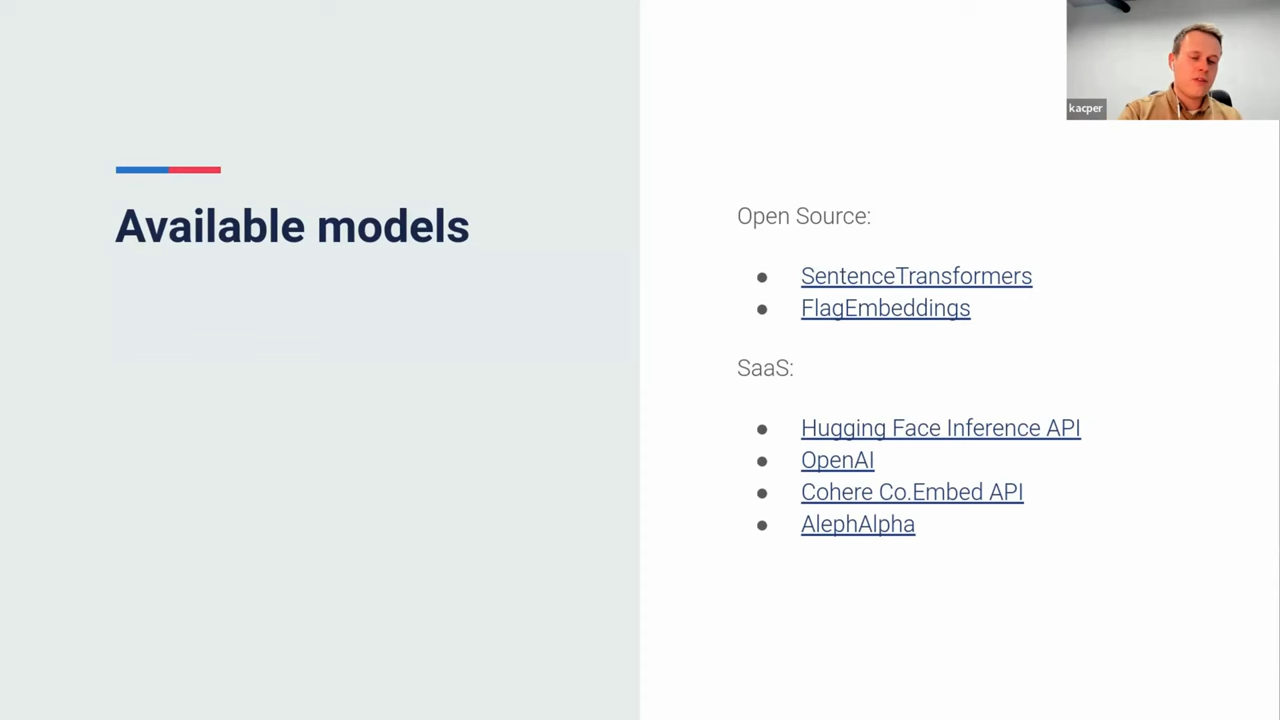 kacper
Available models
Open Source:
● SentenceTransformers
● FlagEmbeddings
SaaS:
● Hugging Face Inference API
● OpenAI
● Cohere Co.Embed API
● AlephAlpha